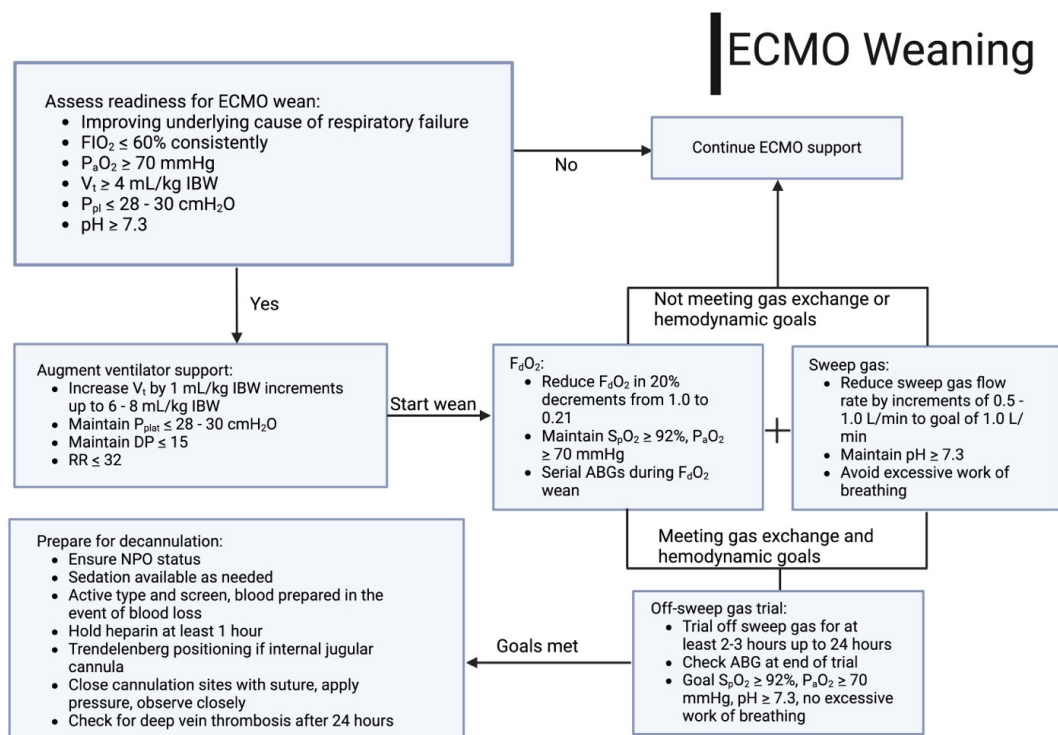 ECMO Weaning
Assess readiness for ECMO wean:
• Improving underlying cause of respiratory failure
• FIO₂ ≤ 60% consistently
• PₐO₂ ≥ 70 mmHg
• Vₜ ≥ 4 mL/kg IBW
• Pₚₗ ≤ 28 - 30 cmH₂O
• pH ≥ 7.3
No
Continue ECMO support
Yes
Not meeting gas exchange or
hemodynamic goals
Augment ventilator support:
• Increase Vₜ by 1 mL/kg IBW increments
up to 6 - 8 mL/kg IBW
• Maintain Pₚₗₐₜ ≤ 28 - 30 cmH₂O
• Maintain DP ≤ 15
• RR ≤ 32
Start wean
F_dO₂:
• Reduce F_dO₂ in 20%
decrements from 1.0 to
0.21
• Maintain SₚO₂ ≥ 92%, PₐO₂
≥ 70 mmHg
• Serial ABGs during F_dO₂
wean
+
Sweep gas:
• Reduce sweep gas flow
rate by increments of 0.5 -
1.0 L/min to goal of 1.0 L/
min
• Maintain pH ≥ 7.3
• Avoid excessive work of
breathing
Meeting gas exchange and
hemodynamic goals
Off-sweep gas trial:
• Trial off sweep gas for at
least 2-3 hours up to 24 hours
• Check ABG at end of trial
• Goal SₚO₂ ≥ 92%, PₐO₂ ≥ 70
mmHg, pH ≥ 7.3, no excessive
work of breathing
Goals met
Prepare for decannulation:
• Ensure NPO status
• Sedation available as needed
• Active type and screen, blood prepared in the
event of blood loss
• Hold heparin at least 1 hour
• Trendelenberg positioning if internal jugular
cannula
• Close cannulation sites with suture, apply
pressure, observe closely
• Check for deep vein thrombosis after 24 hours